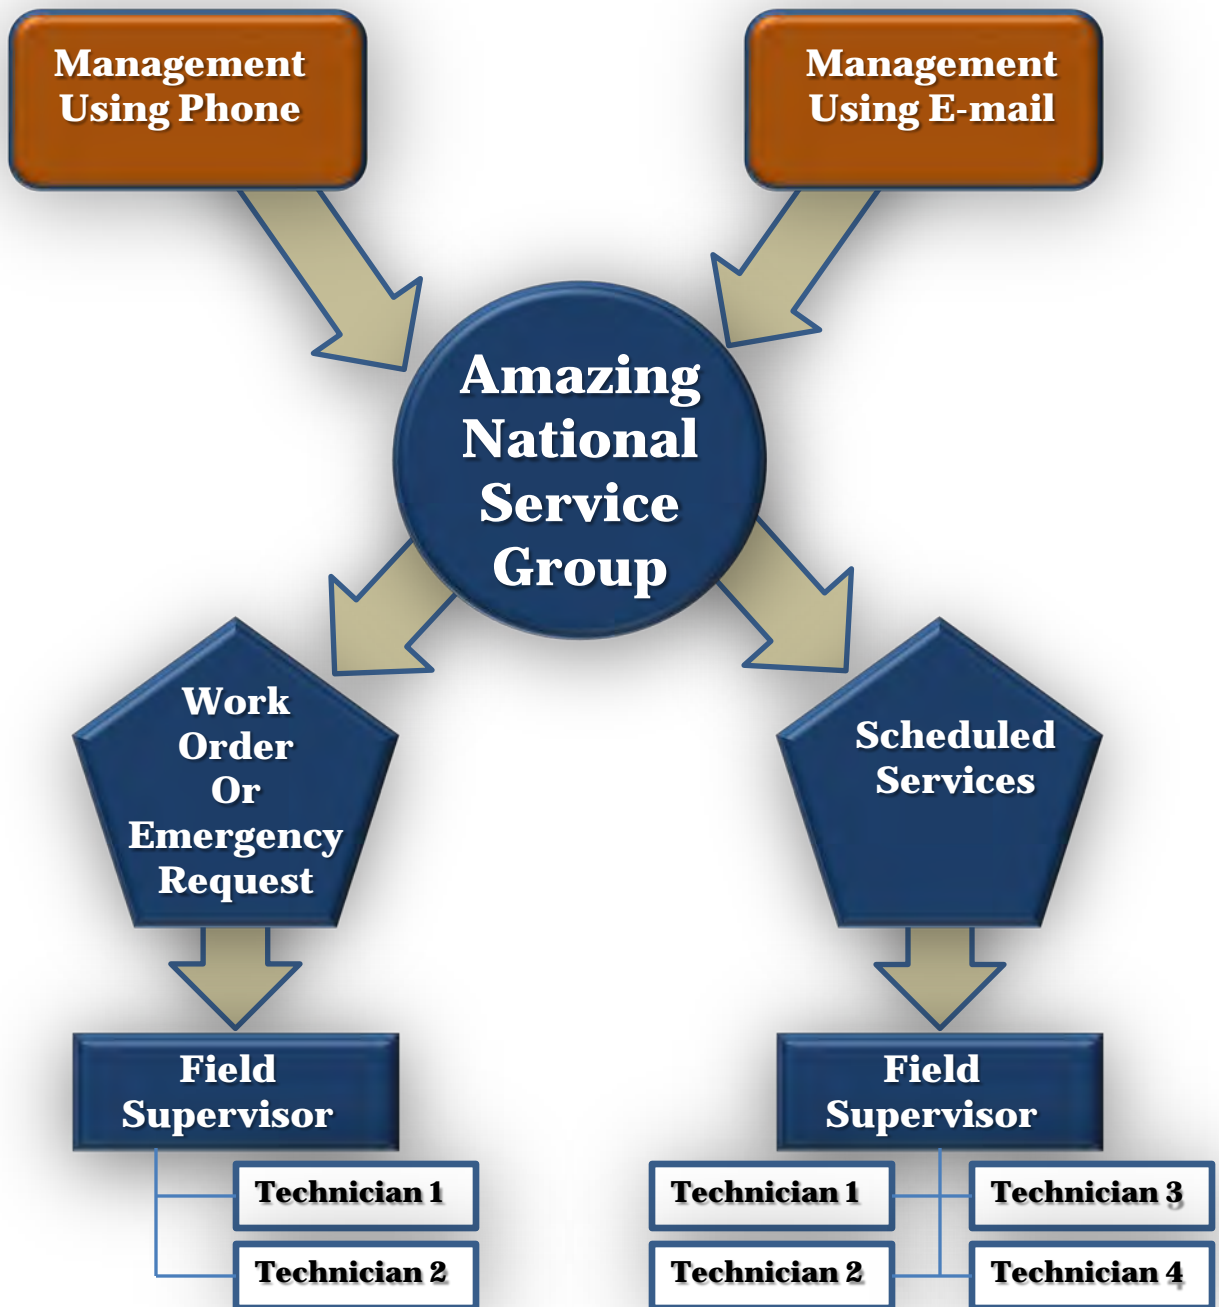 Management
Using Phone
Management
Using E-mail
Amazing
National
Service
Group
Work
Order
Or
Emergency
Request
Scheduled
Services
Field
Supervisor
Technician 1
Technician 2
Field
Supervisor
Technician 1
Technician 3
Technician 2
Technician 4